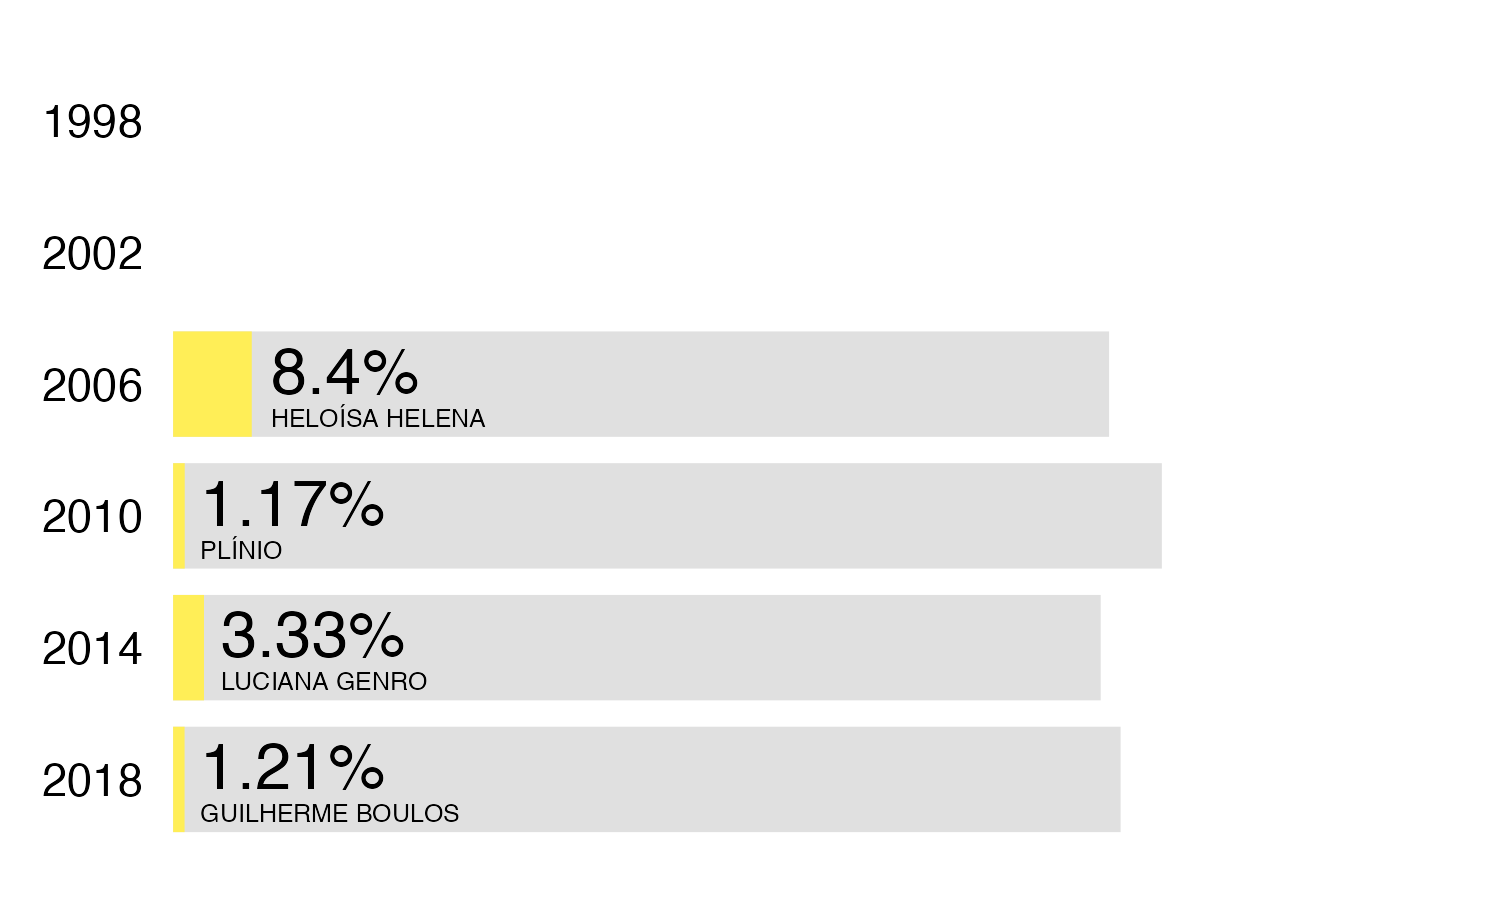 1998
2002
2006
8.4%
HELOÍSA HELENA
2010
1.17%
PLÍNIO
2014
3.33%
LUCIANA GENRO
2018
1.21%
GUILHERME BOULOS